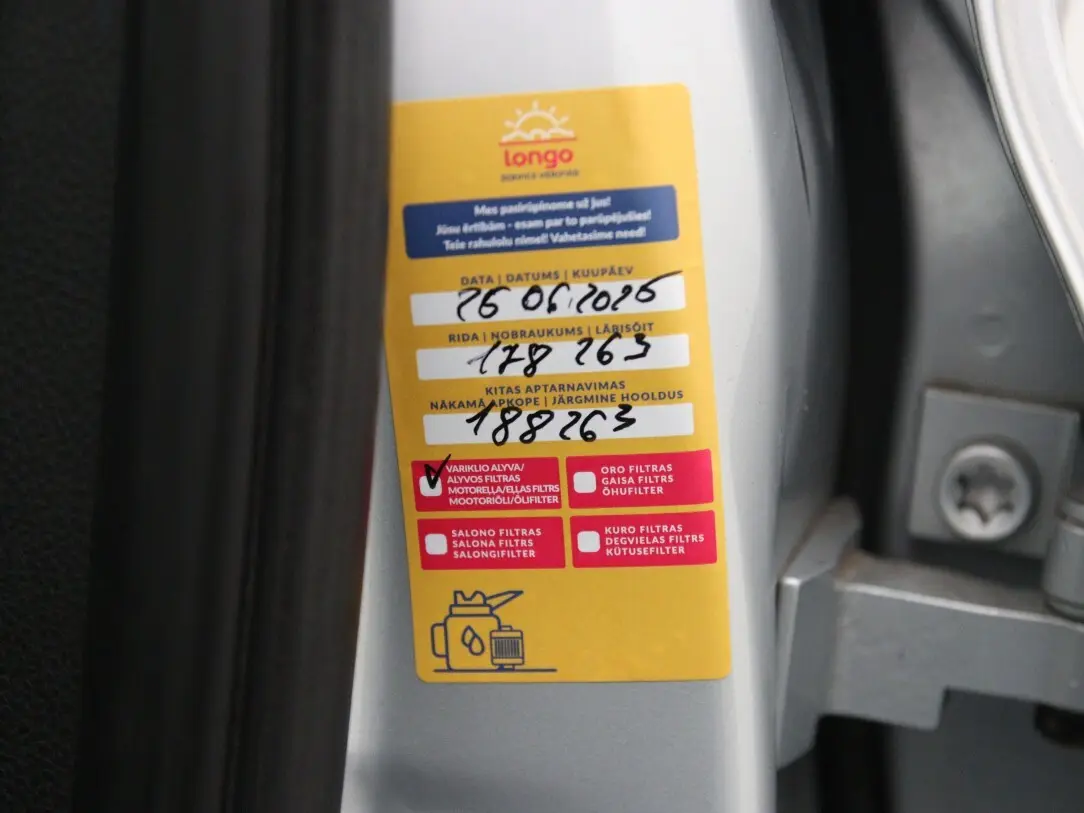 longo
SERVICE VERIFIED
Mes pasirūpinome už jus!
Jūsu ērtībām - esam par to parūpējušies!
Teie rahulolu nimel! Vahetasime need!
DATA | DATUMS | KUUPÄEV
26 06.2025
RIDA | NOBRAUKUMS | LÄBISÕIT
178 263
KITAS APTARNAVIMAS
NĀKAMĀ APKOPE | JÄRGMINE HOOLDUS
188263
VARIKLIO ALYVA/
ALYVOS FILTRAS
MOTOREĻĻA/EĻĻAS FILTRS
MOOTORIÕLI/ÕLIFILTER
ORO FILTRAS
GAISA FILTRS
ÕHUFILTER
SALONO FILTRAS
SALONA FILTRS
SALONGIFILTER
KURO FILTRAS
DEGVIELAS FILTRS
KÜTUSEFILTER